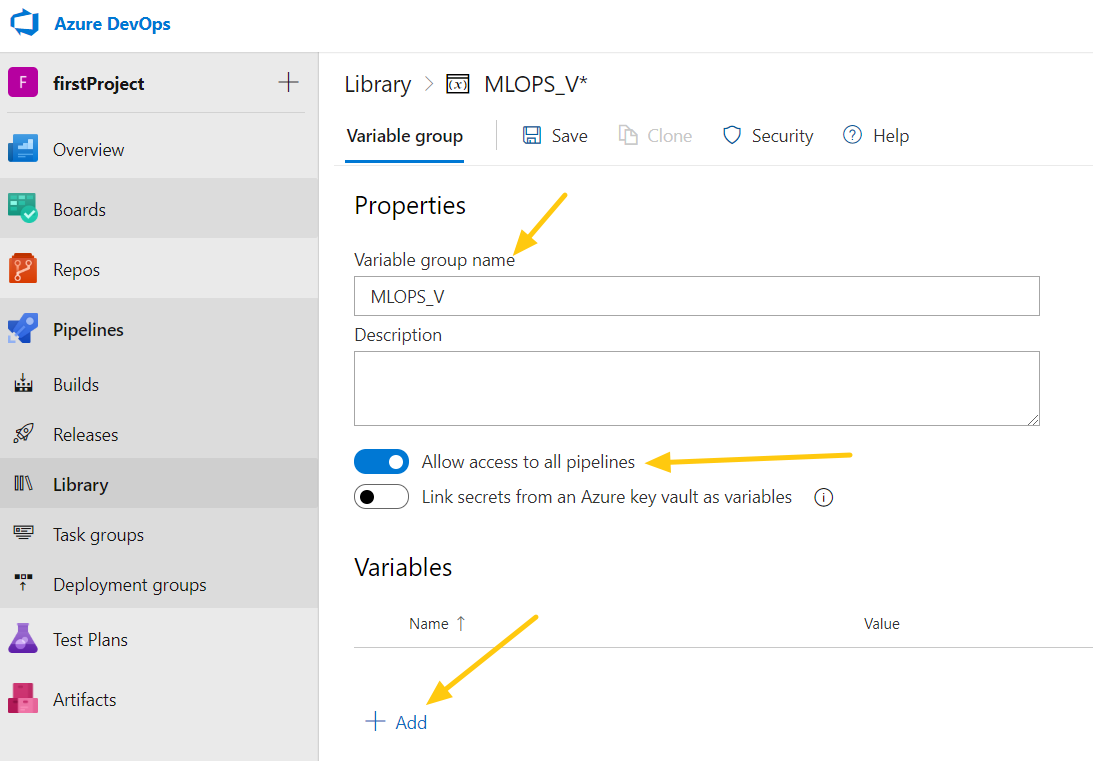 Azure DevOps
F firstProject
Overview
Boards
Repos
Pipelines
Builds
Releases
Library
Task groups
Deployment groups
Test Plans
Artifacts
Library > (x) MLOPS_V*
Variable group Save Clone Security ? Help
Properties
Variable group name
MLOPS_V
Description
Allow access to all pipelines
Link secrets from an Azure key vault as variables i
Variables
Name ↑ Value
+ Add